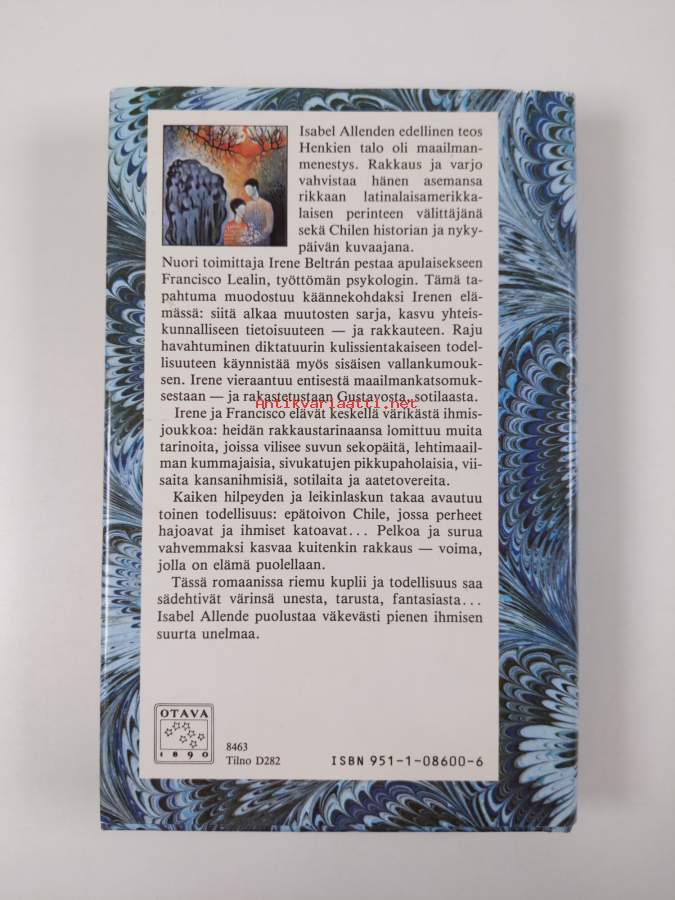 Isabel Allenden edellinen teos
Henkien talo oli maailman-
menestys. Rakkaus ja varjo
vahvistaa hänen asemansa
rikkaan latinalaisamerikka-
laisen perinteen välittäjänä
sekä Chilen historian ja nyky-
päivän kuvaajana.
Nuori toimittaja Irene Beltrán pestaa apulaisekseen
Francisco Lealin, työttömän psykologin. Tämä ta-
pahtuma muodostuu käännekohdaksi Irenen elä-
mässä: siitä alkaa muutosten sarja, kasvu yhteis-
kunnalliseen tietoisuuteen — ja rakkauteen. Raju
havahtuminen diktatuurin kulissientakaiseen todel-
lisuuteen käynnistää myös sisäisen vallankumouk-
sen. Irene vieraantuu entisestä maailmankatsomuk-
sestaan — ja rakastetustaan Gustavosta, sotilaasta.
Antikvariaatti.net
Irene ja Francisco elävät keskellä värikästä ihmis-
joukkoa: heidän rakkaustarinaansa lomittuu muita
tarinoita, joissa vilisee suvun sekopäitä, lehtimaail-
man kummajaisia, sivukatujen pikkupaholaisia, vii-
saita kansanihmisiä, sotilaita ja aatetovereita.
Kaiken hilpeyden ja leikinlaskun takaa avautuu
toinen todellisuus: epätoivon Chile, jossa perheet
hajoavat ja ihmiset katoavat... Pelkoa ja surua
vahvemmaksi kasvaa kuitenkin rakkaus — voima,
jolla on elämä puolellaan.
Tässä romaanissa riemu kuplii ja todellisuus saa
sädehtivät värinsä unesta, tarusta, fantasiasta...
Isabel Allende puolustaa väkevästi pienen ihmisen
suurta unelmaa.
OTAVA
1890
8463
Tilno D282
ISBN 951-1-08600-6